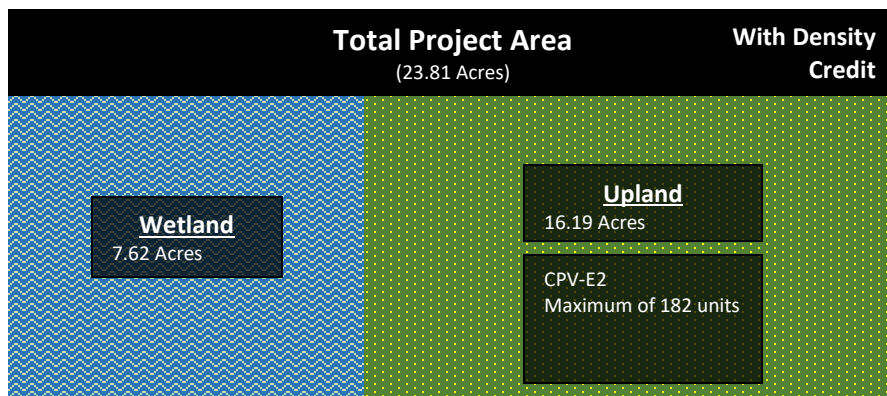 Total Project Area
(23.81 Acres)
With Density
Credit
Wetland
7.62 Acres
Upland
16.19 Acres
CPV-E2
Maximum of 182 units